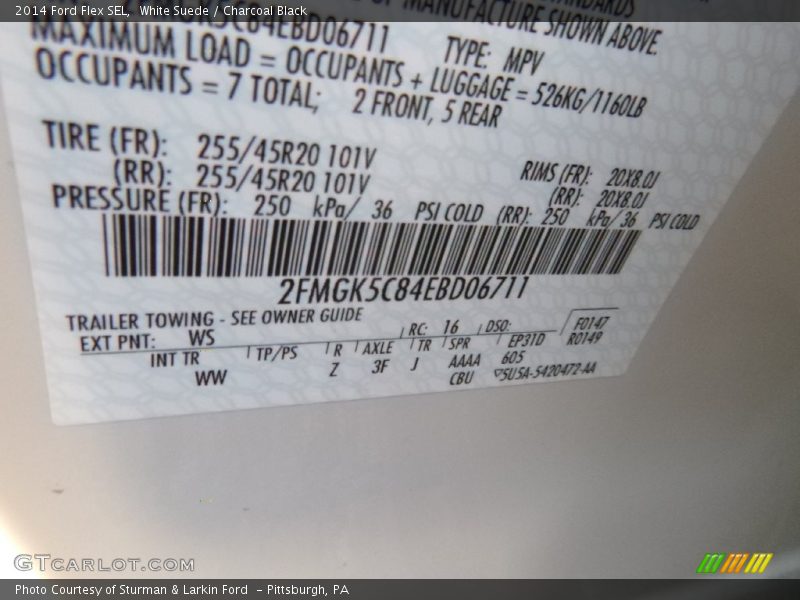 2014 Ford Flex SEL, White Suede / Charcoal Black
MANUFACTURE SHOWN ABOVE.
TYPE: MPV
MAXIMUM LOAD = OCCUPANTS + LUGGAGE = 526KG/1160LB
OCCUPANTS = 7 TOTAL; 2 FRONT, 5 REAR
TIRE (FR): 255/45R20 101V RIMS (FR): 20X8.0J
(RR): 255/45R20 101V (RR): 20X8.0J
PRESSURE (FR): 250 kPa/ 36 PSI COLD (RR): 250 kPa/ 36 PSI COLD
2FMGK5C84EBD06711
TRAILER TOWING - SEE OWNER GUIDE
EXT PNT: WS RC: 16 DSO: F0147
R0149
INT TR TP/PS R AXLE TR SPR EP31D
WW Z 3F J AAAA 605
CBU 5U5A-5420472-AA
GTCARLOT.COM
Photo Courtesy of Sturman & Larkin Ford - Pittsburgh, PA